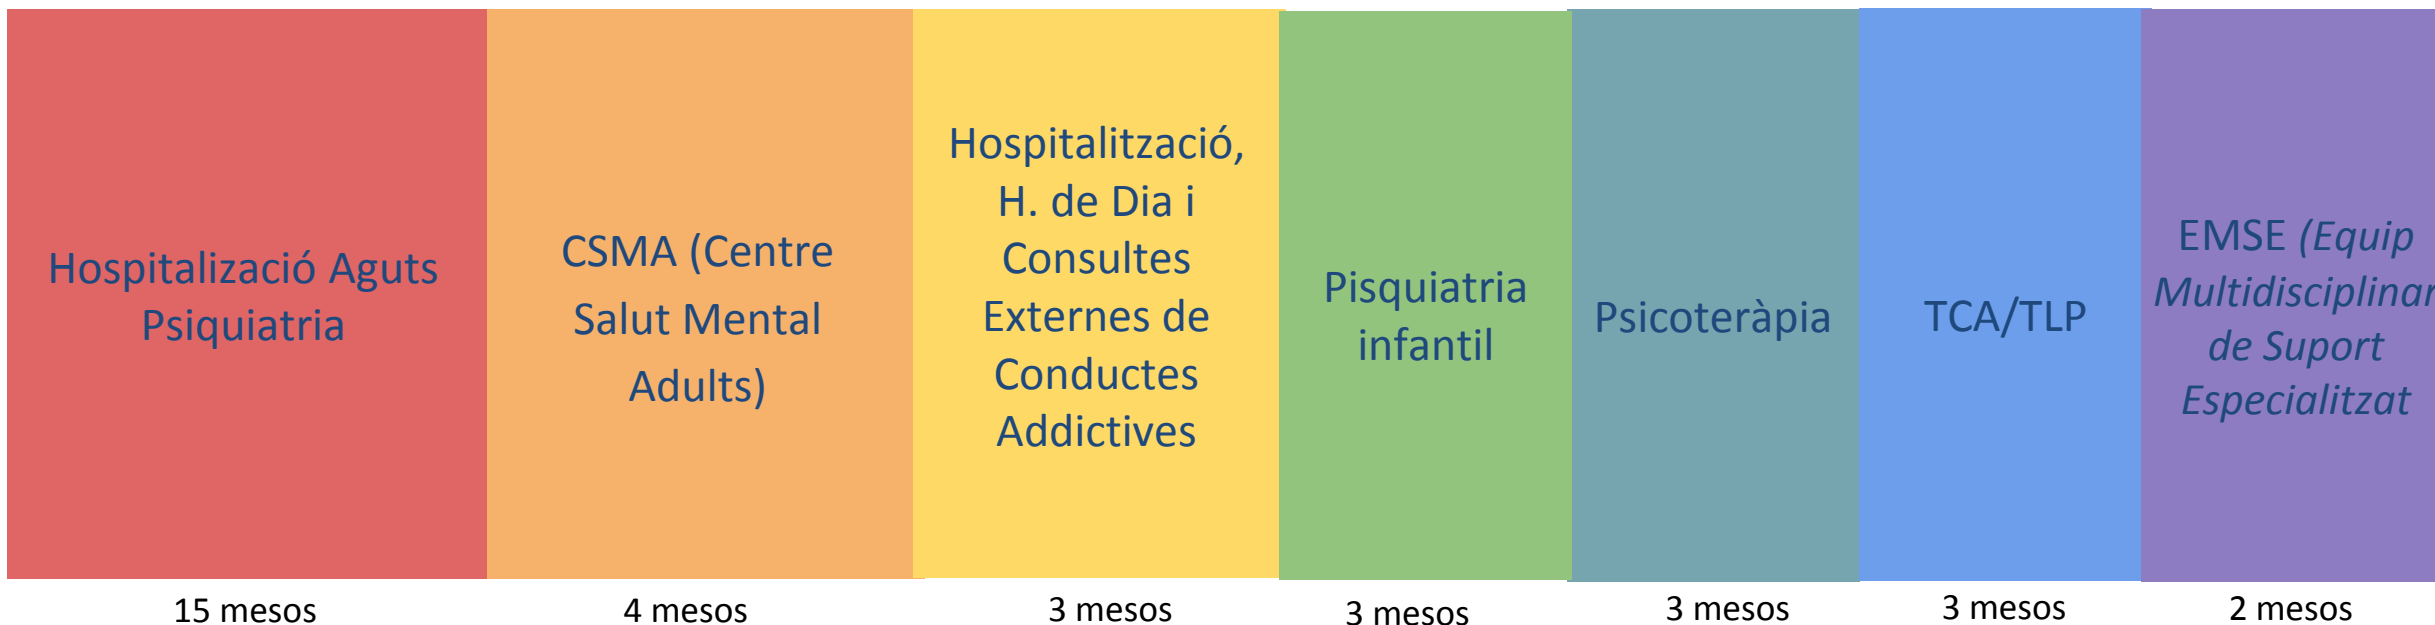 Hospitalizació Aguts
Psiquiatria
CSMA (Centre
Salut Mental
Adults)
Hospitalització,
H. de Dia i
Consultes
Externes de
Conductes
Addictives
Pisquiatria
infantil
Psicoteràpia
TCA/TLP
EMSE (Equip
Multidisciplinar
de Suport
Especialitzat
15 mesos
4 mesos
3 mesos
3 mesos
3 mesos
3 mesos
2 mesos